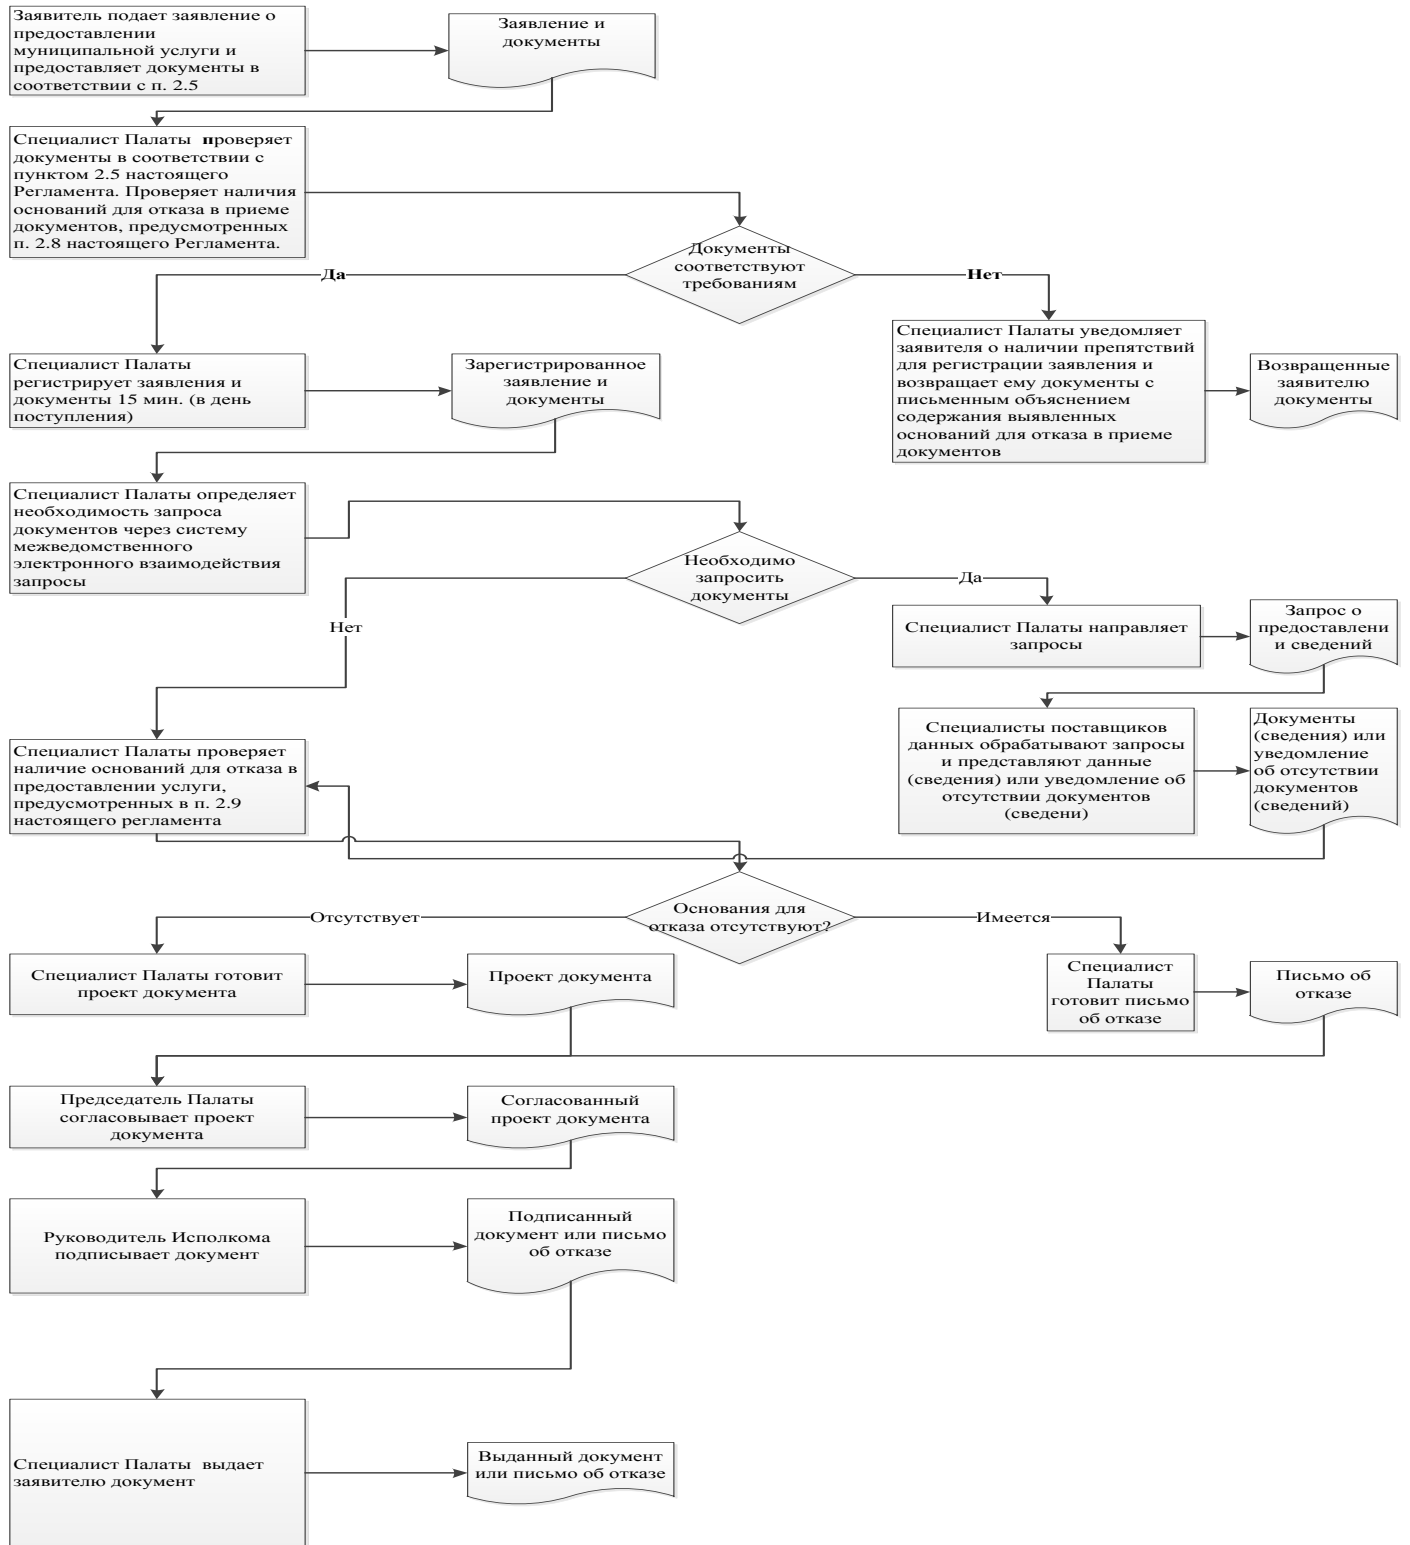 Заявитель подает заявление о
предоставлении
муниципальной услуги и
предоставляет документы в
соответствии с п. 2.5
Заявление и
документы
Специалист Палаты проверяет
документы в соответствии с
пунктом 2.5 настоящего
Регламента. Проверяет наличия
оснований для отказа в приеме
документов, предусмотренных
п. 2.8 настоящего Регламента.
Документы
соответствуют
требованиям
Да
Нет
Специалист Палаты
регистрирует заявления и
документы 15 мин. (в день
поступления)
Зарегистрированное
заявление и
документы
Специалист Палаты уведомляет
заявителя о наличии препятствий
для регистрации заявления и
возвращает ему документы с
письменным объяснением
содержания выявленных
оснований для отказа в приеме
документов
Возвращенные
заявителю
документы
Специалист Палаты определяет
необходимость запроса
документов через систему
межведомственного
электронного взаимодействия
запросы
Необходимо
запросить
документы
Да
Нет
Специалист Палаты направляет
запросы
Запрос о
предоставлени
и сведений
Специалисты поставщиков
данных обрабатывают запросы
и представляют данные
(сведения) или уведомление об
отсутствии документов
(сведени)
Документы
(сведения) или
уведомление
об отсутствии
документов
(сведений)
Специалист Палаты проверяет
наличие оснований для отказа в
предоставлении услуги,
предусмотренных в п. 2.9
настоящего регламента
Основания для
отказа отсутствуют?
Отсутствует
Имеется
Специалист Палаты готовит
проект документа
Проект документа
Специалист
Палаты
готовит письмо
об отказе
Письмо об
отказе
Председатель Палаты
согласовывает проект
документа
Согласованный
проект документа
Руководитель Исполкома
подписывает документ
Подписанный
документ или письмо
об отказе
Специалист Палаты выдает
заявителю документ
Выданный документ
или письмо об отказе